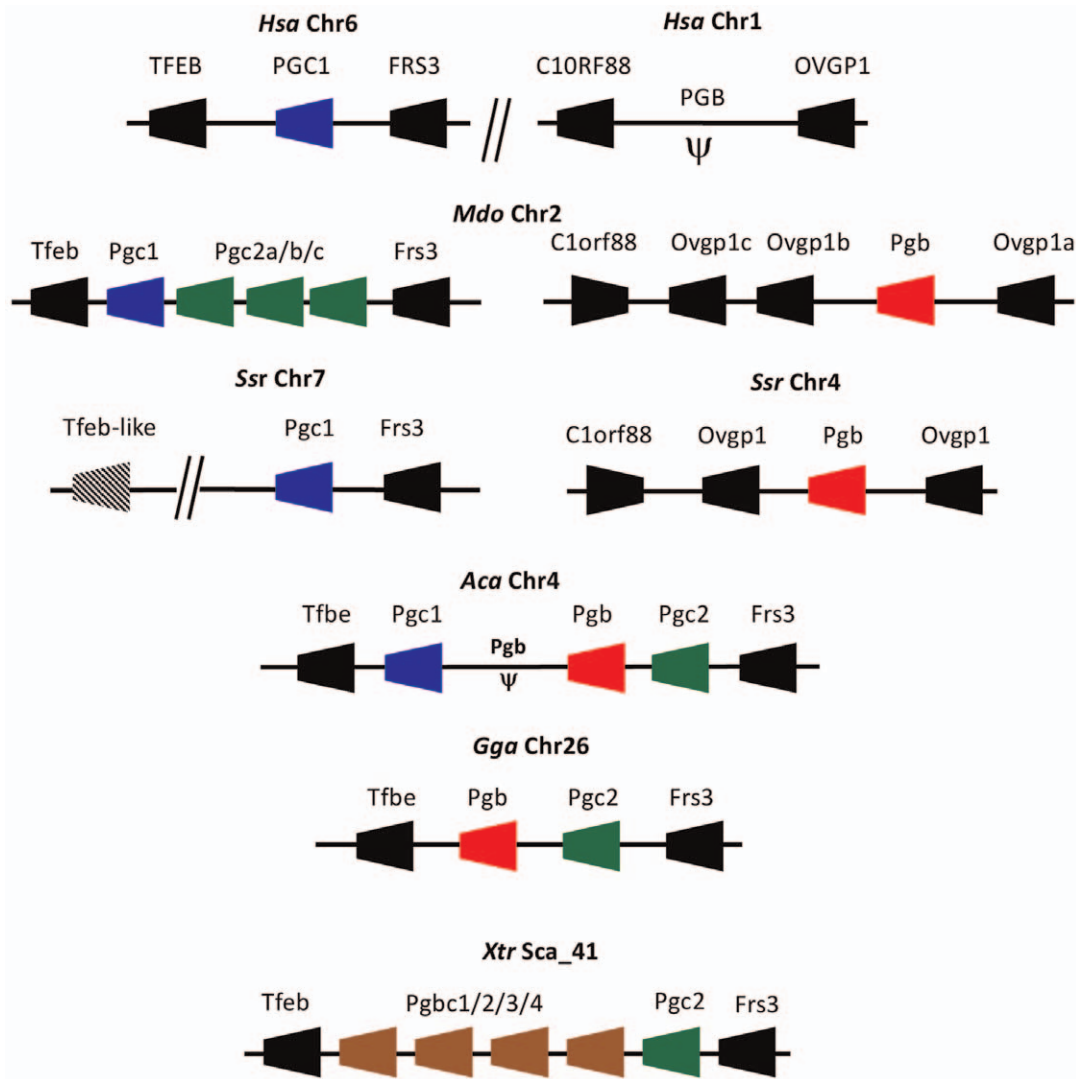 Hsa Chr6 Hsa Chr1
TFEB PGC1 FRS3 C10RF88 OVGP1
PGB
ψ
Mdo Chr2
Tfeb Pgc1 Pgc2a/b/c Frs3 C1orf88 Ovgp1c Ovgp1b Pgb Ovgp1a
Ssr Chr7 Ssr Chr4
Tfeb-like Pgc1 Frs3 C1orf88 Ovgp1 Pgb Ovgp1
Aca Chr4
Tfbe Pgc1 Pgb Pgc2 Frs3
Pgb
ψ
Gga Chr26
Tfbe Pgb Pgc2 Frs3
Xtr Sca_41
Tfeb Pgbc1/2/3/4 Pgc2 Frs3